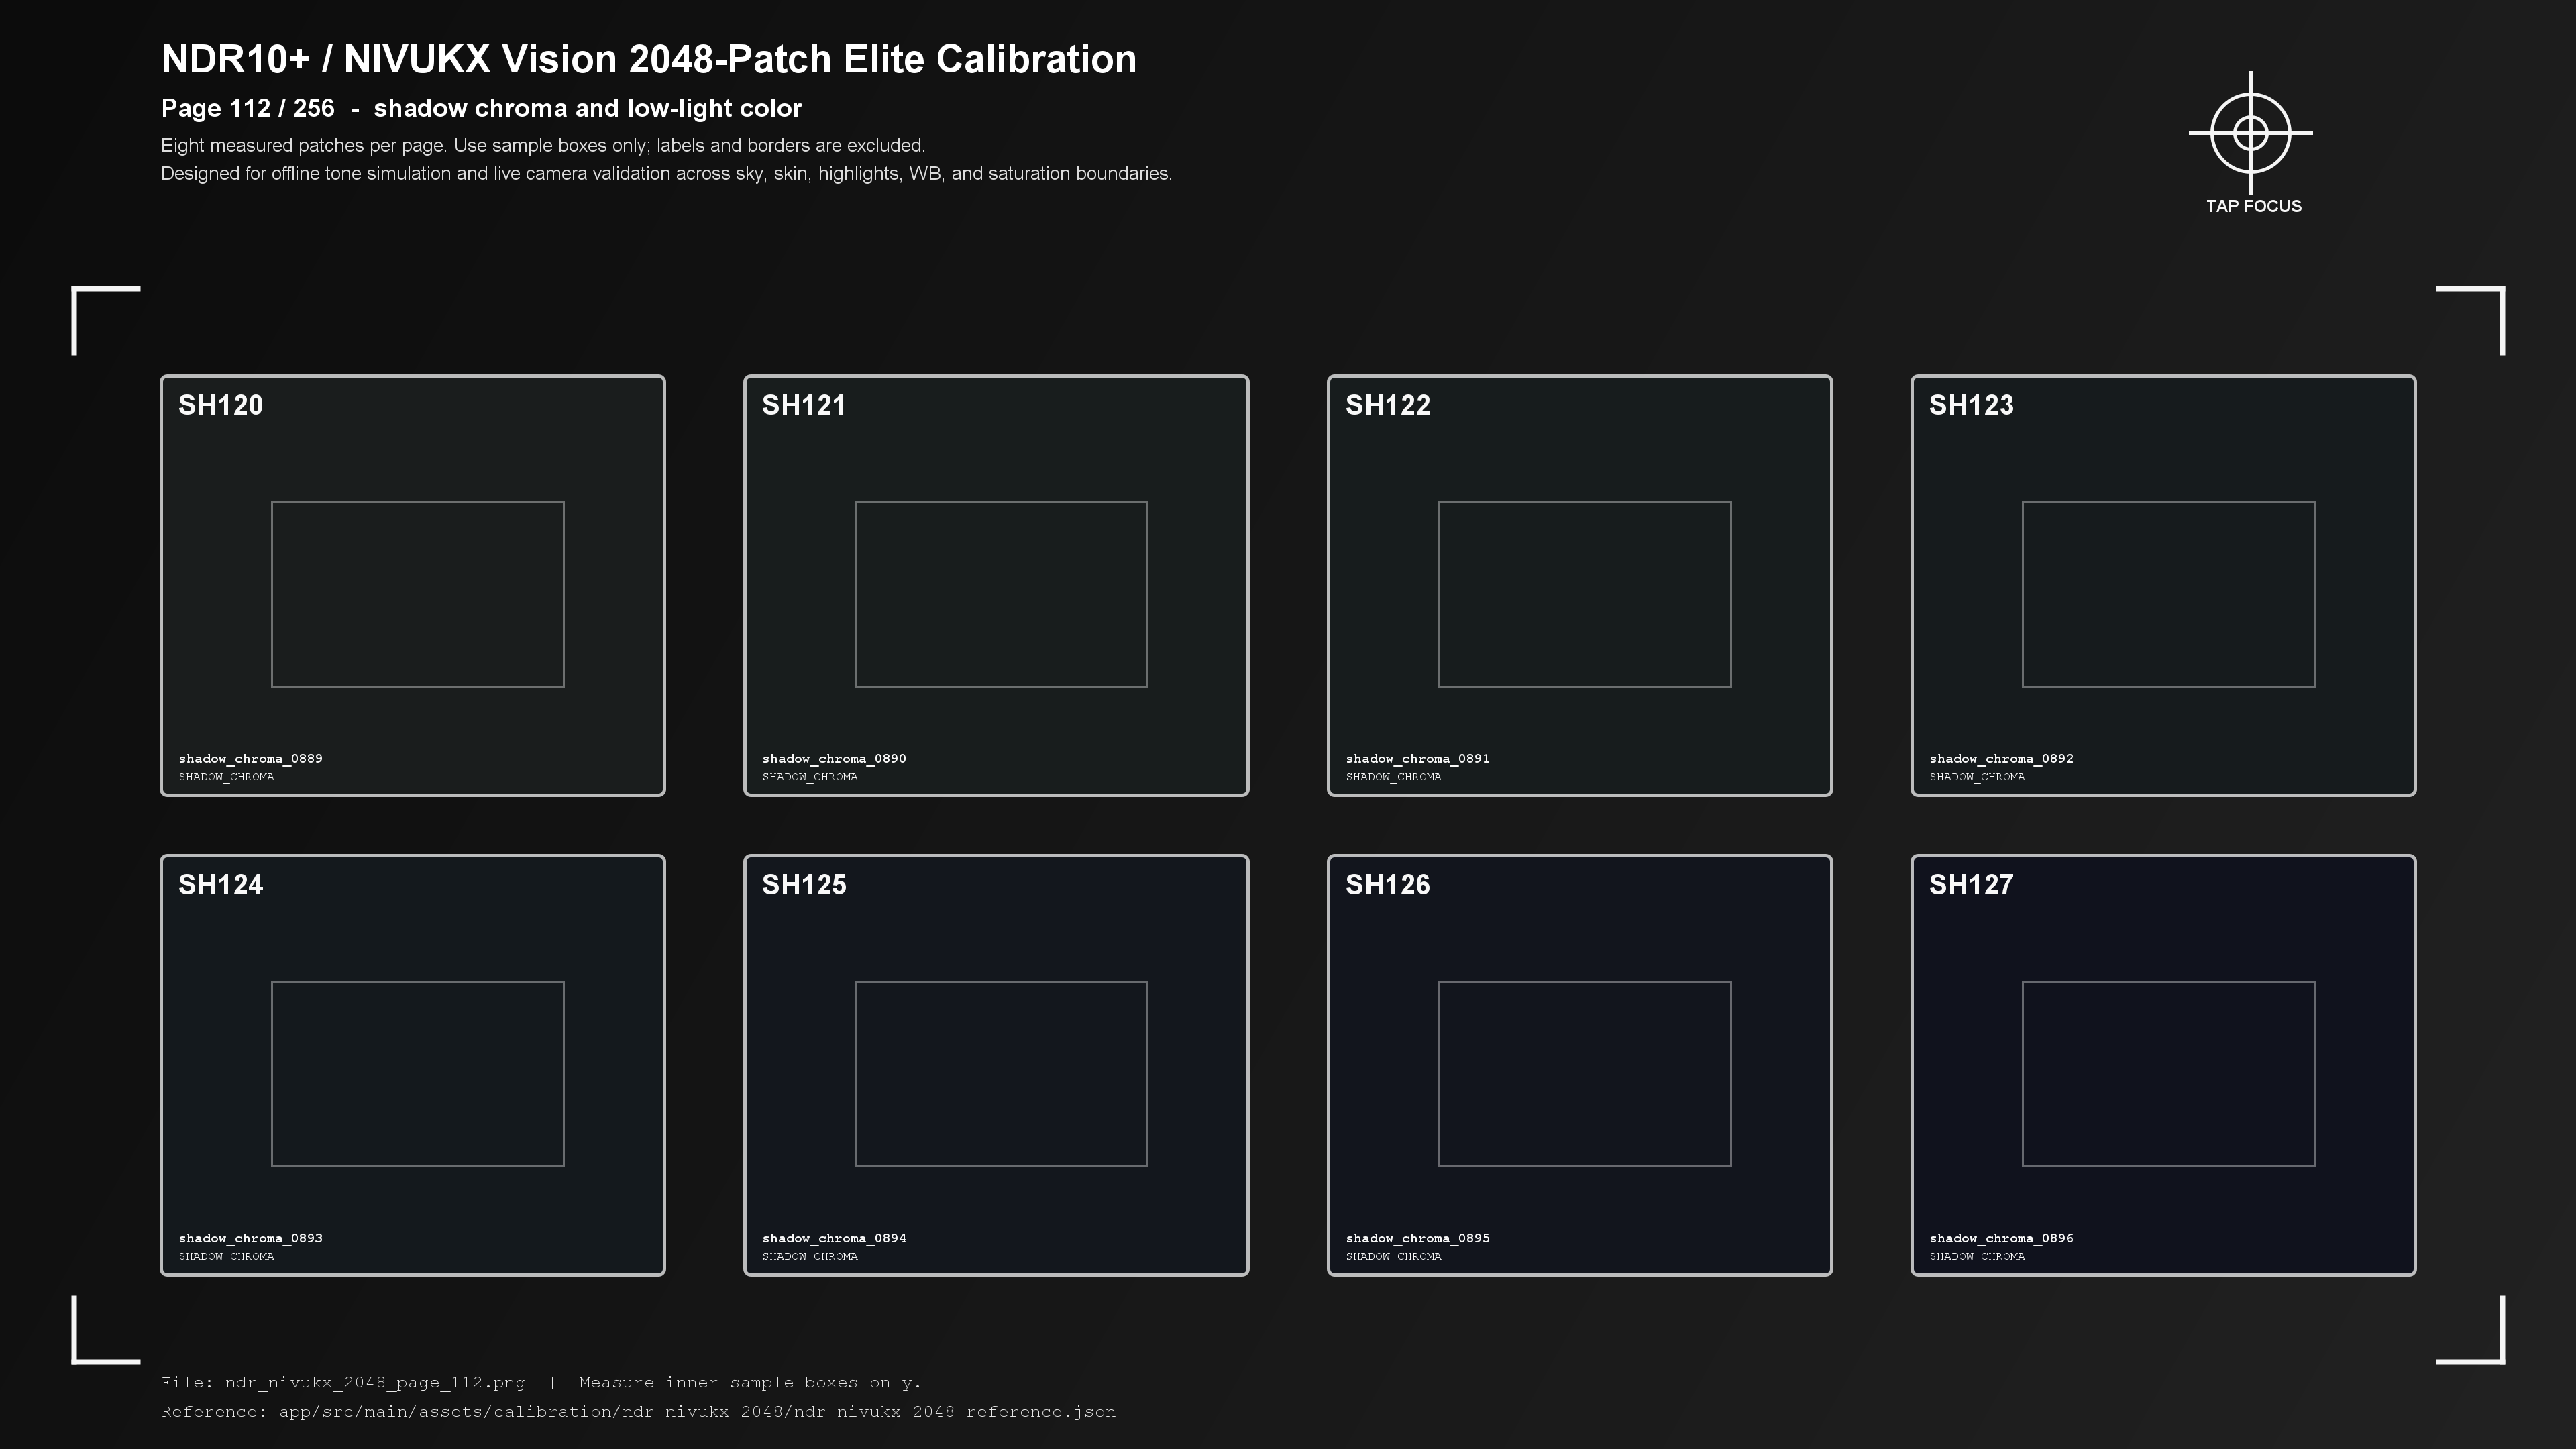 NDR10+ / NIVUKX Vision 2048-Patch Elite Calibration
Page 112 / 256 - shadow chroma and low-light color
Eight measured patches per page. Use sample boxes only; labels and borders are excluded.
Designed for offline tone simulation and live camera validation across sky, skin, highlights, WB, and saturation boundaries.
TAP FOCUS
SH120
SH121
SH122
SH123
shadow_chroma_0889
SHADOW_CHROMA
shadow_chroma_0890
SHADOW_CHROMA
shadow_chroma_0891
SHADOW_CHROMA
shadow_chroma_0892
SHADOW_CHROMA
SH124
SH125
SH126
SH127
shadow_chroma_0893
SHADOW_CHROMA
shadow_chroma_0894
SHADOW_CHROMA
shadow_chroma_0895
SHADOW_CHROMA
shadow_chroma_0896
SHADOW_CHROMA
File: ndr_nivukx_2048_page_112.png | Measure inner sample boxes only.
Reference: app/src/main/assets/calibration/ndr_nivukx_2048/ndr_nivukx_2048_reference.json